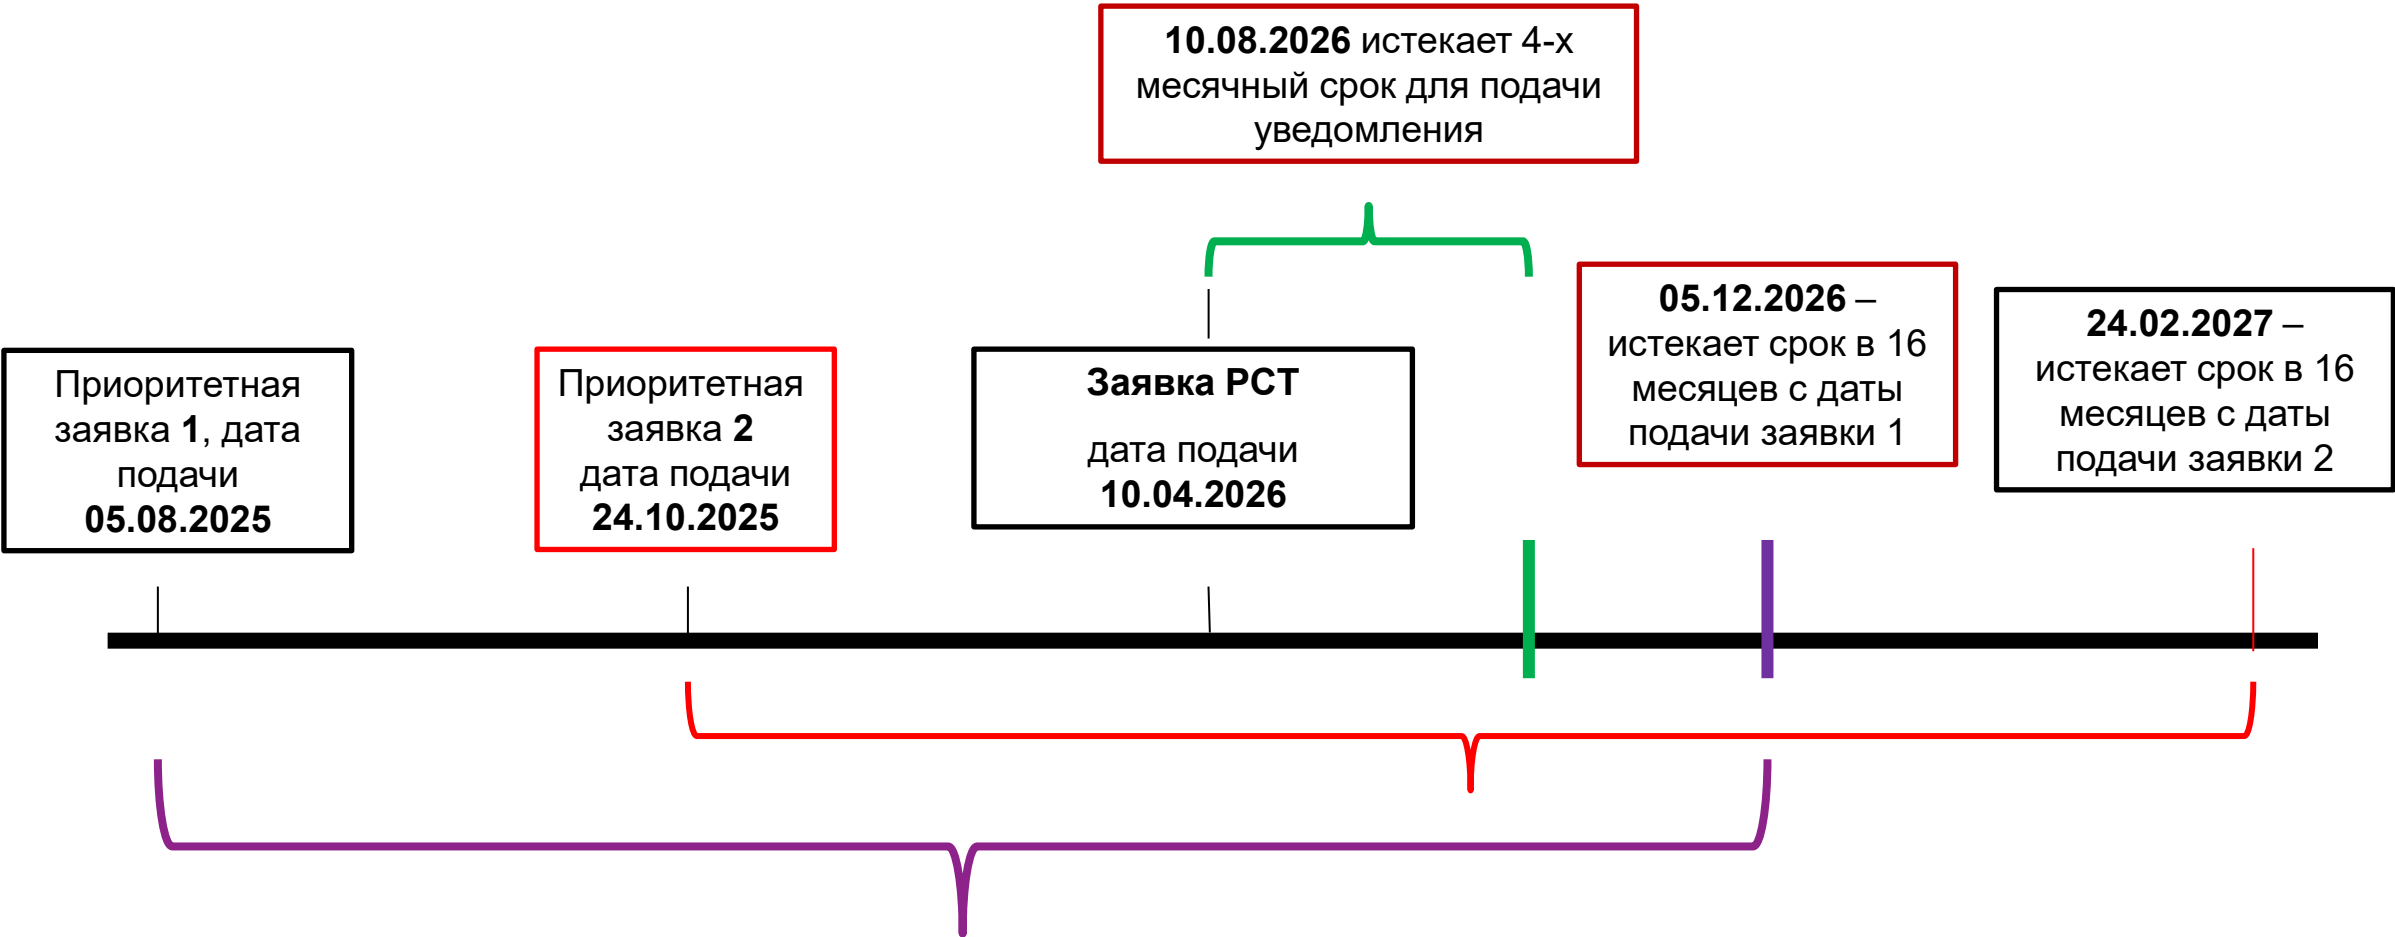 10.08.2026 истекает 4-х
месячный срок для подачи
уведомления
Приоритетная
заявка 1, дата
подачи
05.08.2025
Приоритетная
заявка 2
дата подачи
24.10.2025
Заявка РСТ
дата подачи
10.04.2026
05.12.2026 –
истекает срок в 16
месяцев с даты
подачи заявки 1
24.02.2027 –
истекает срок в 16
месяцев с даты
подачи заявки 2